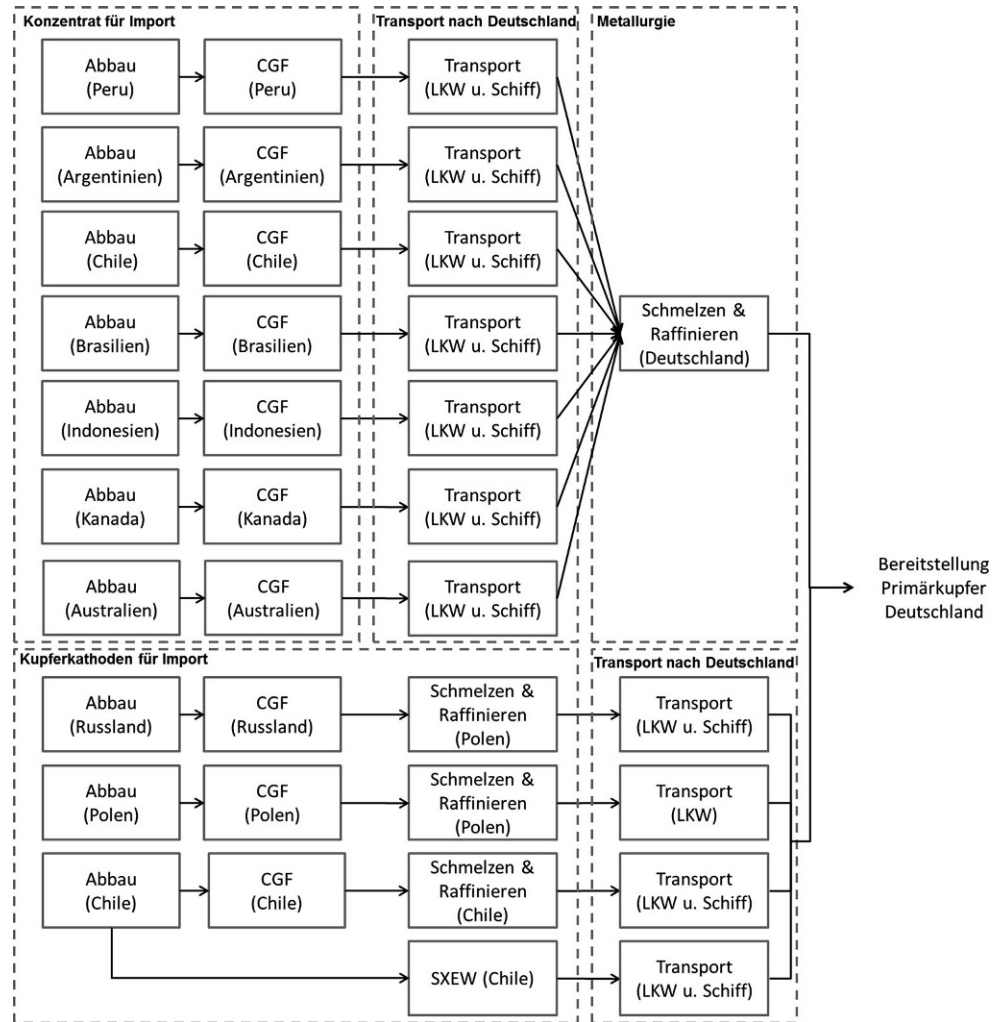 Konzentrat für Import
Transport nach Deutschland
Metallurgie
Abbau
(Peru)
CGF
(Peru)
Transport
(LKW u. Schiff)
Abbau
(Argentinien)
CGF
(Argentinien)
Transport
(LKW u. Schiff)
Abbau
(Chile)
CGF
(Chile)
Transport
(LKW u. Schiff)
Abbau
(Brasilien)
CGF
(Brasilien)
Transport
(LKW u. Schiff)
Schmelzen &
Raffinieren
(Deutschland)
Abbau
(Indonesien)
CGF
(Indonesien)
Transport
(LKW u. Schiff)
Abbau
(Kanada)
CGF
(Kanada)
Transport
(LKW u. Schiff)
Abbau
(Australien)
CGF
(Australien)
Transport
(LKW u. Schiff)
Bereitstellung
Primärkupfer
Deutschland
Kupferkathoden für Import
Transport nach Deutschland
Abbau
(Russland)
CGF
(Russland)
Schmelzen &
Raffinieren
(Polen)
Transport
(LKW u. Schiff)
Abbau
(Polen)
CGF
(Polen)
Schmelzen &
Raffinieren
(Polen)
Transport
(LKW)
Abbau
(Chile)
CGF
(Chile)
Schmelzen &
Raffinieren
(Chile)
Transport
(LKW u. Schiff)
SXEW (Chile)
Transport
(LKW u. Schiff)